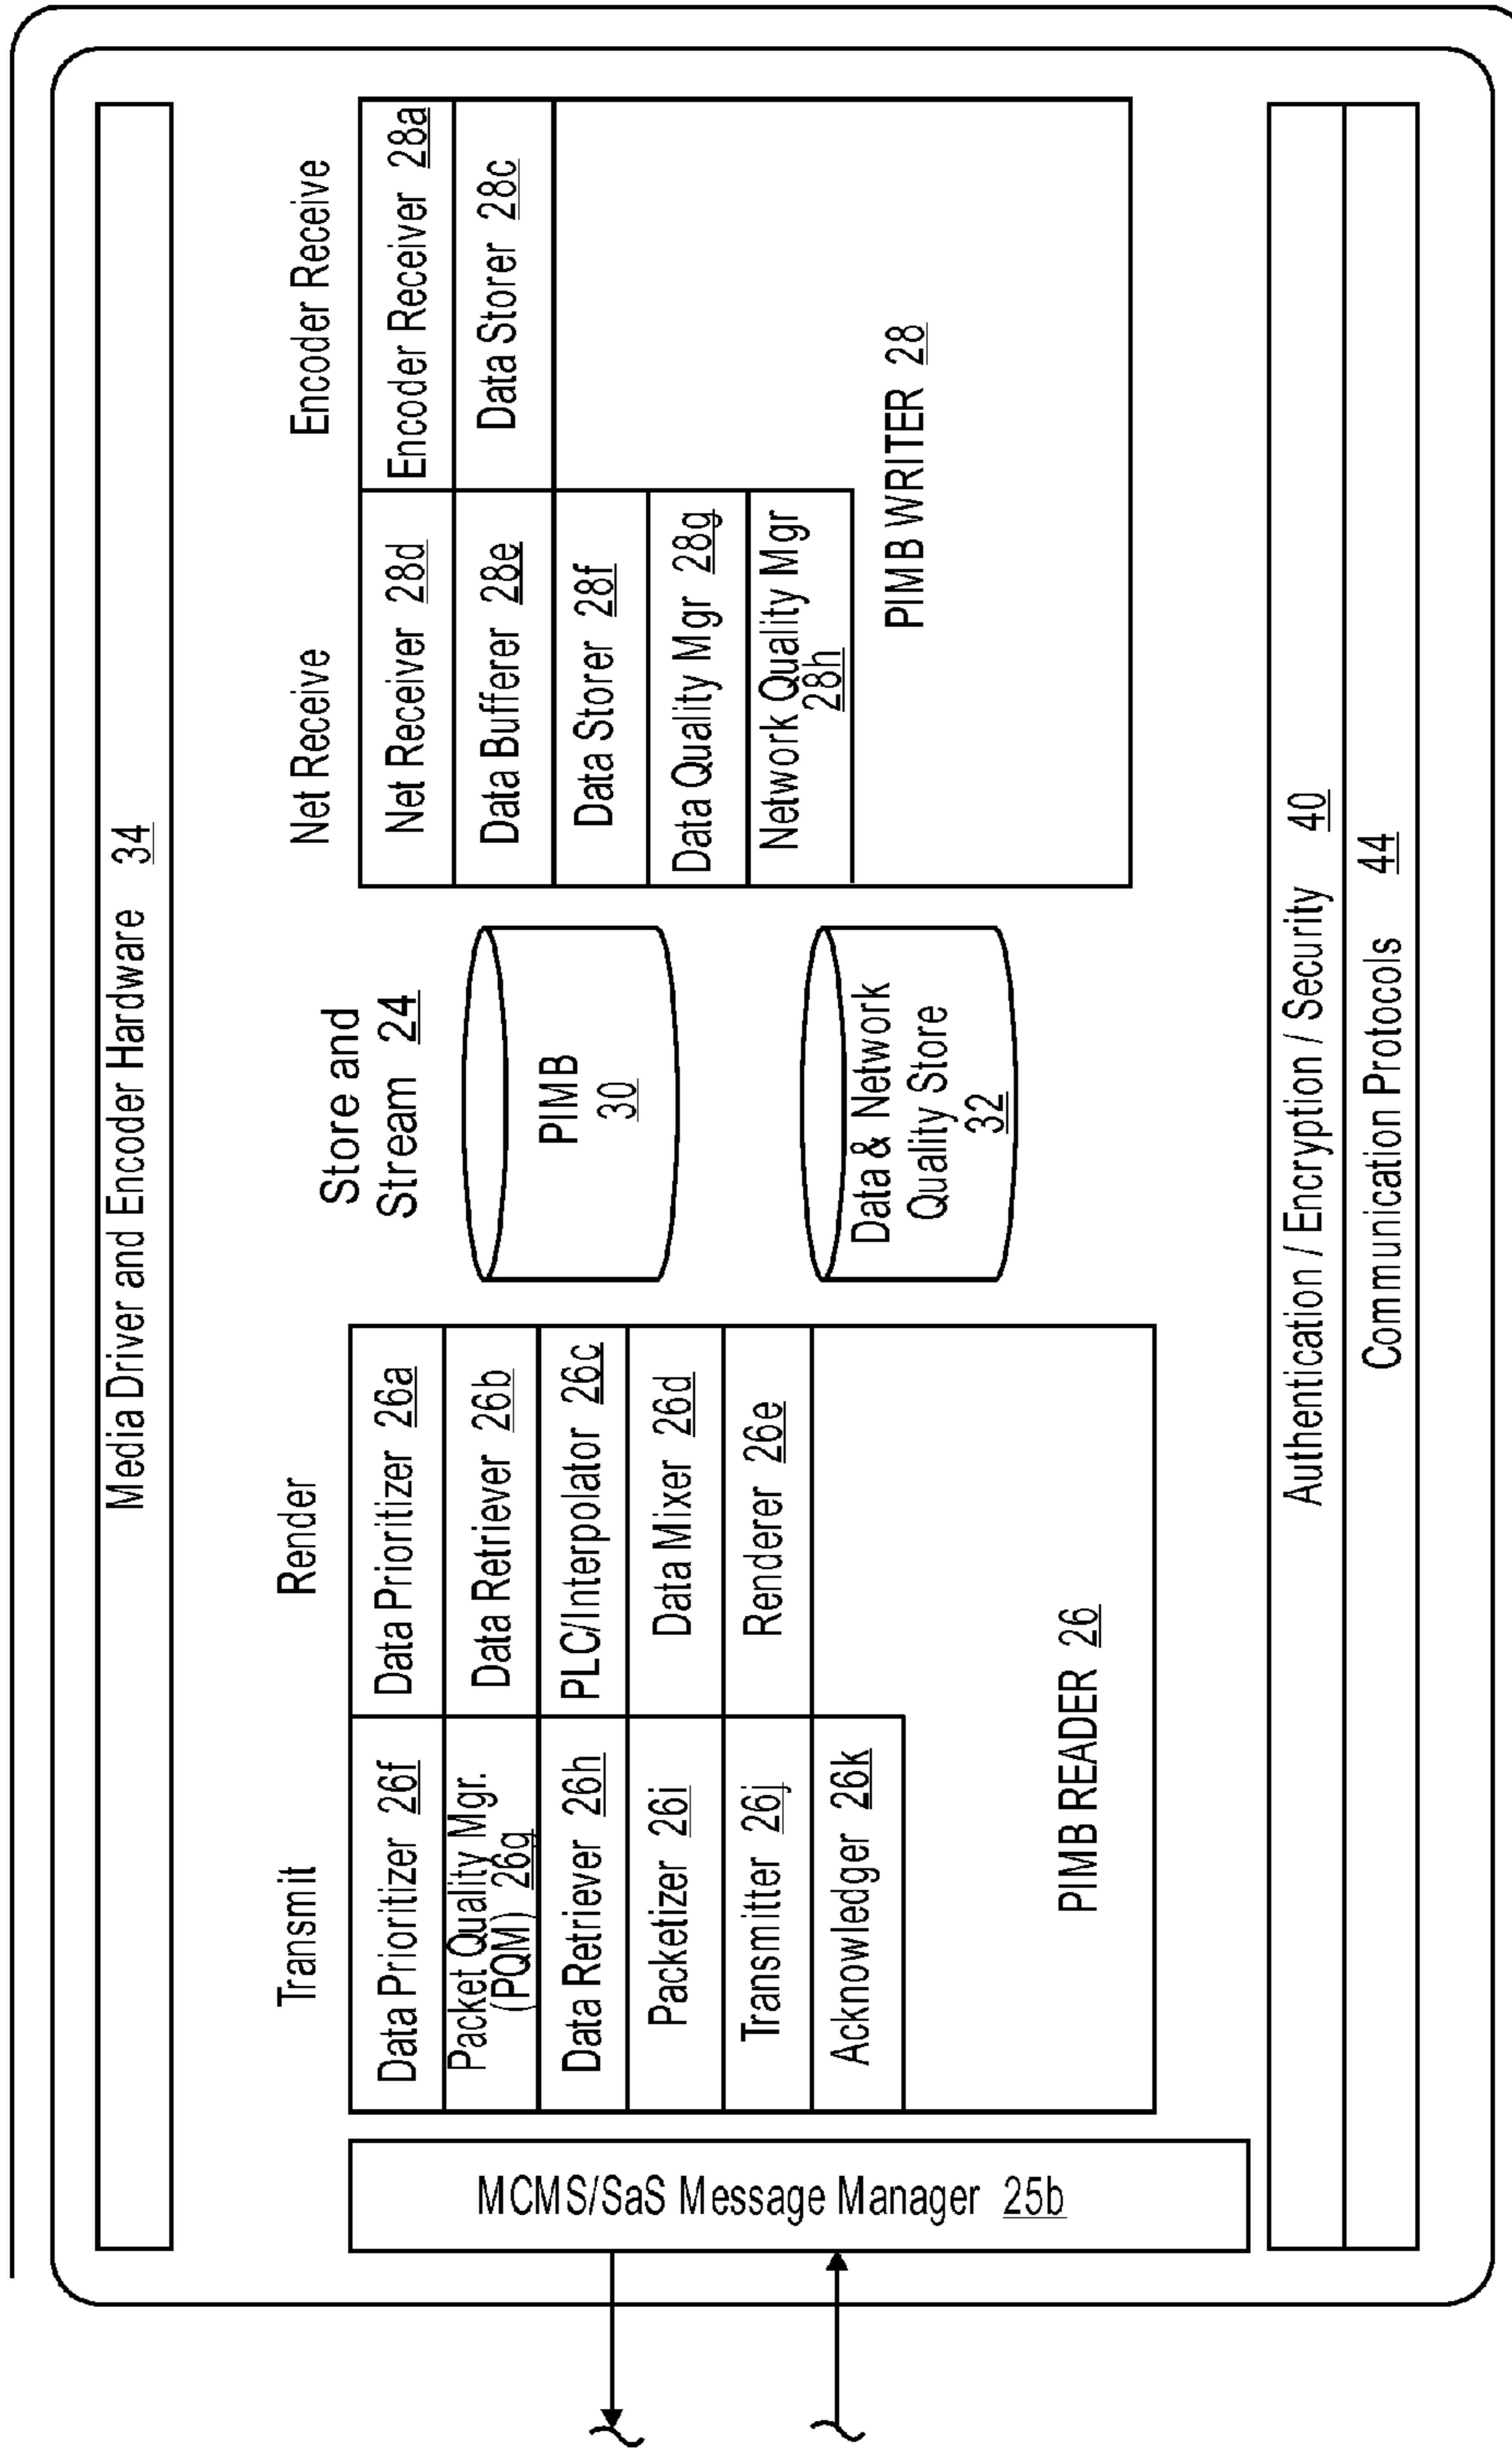 Media Driver and Encoder Hardware 34
MCMS/SaS Message Manager 25b
Transmit
Data Prioritizer 26f
Packet Quality Mgr.
(PQM) 26g
Data Retriever 26h
Packetizer 26i
Transmitter 26j
Acknowledger 26k
Render
Data Prioritizer 26a
Data Retriever 26b
PLC/Interpolator 26c
Data Mixer 26d
Renderer 26e
PIMB READER 26
Store and
Stream 24
PIMB
30
Data & Network
Quality Store
32
Net Receive
Net Receiver 28d
Data Bufferer 28e
Data Storer 28f
Data Quality Mgr 28g
Network Quality Mgr
28h
Encoder Receive
Encoder Receiver 28a
Data Storer 28c
PIMB WRITER 28
Authentication / Encryption / Security 40
Communication Protocols 44